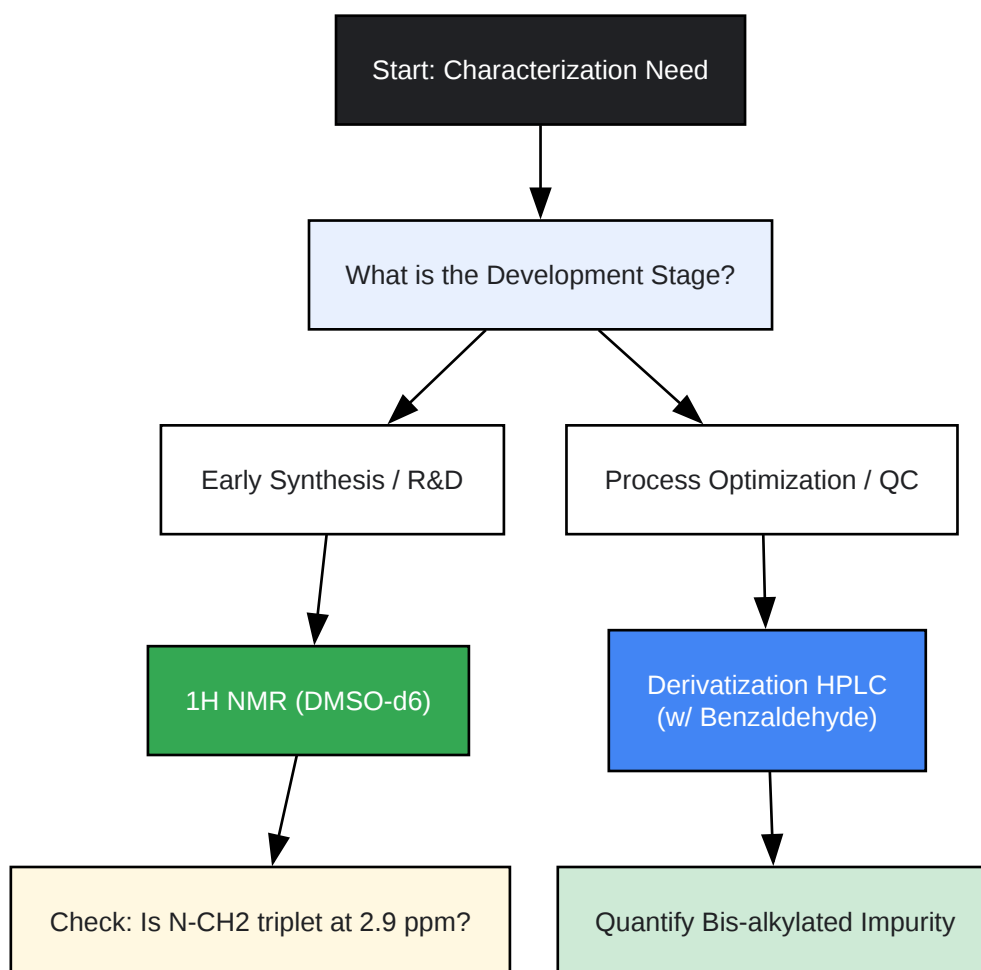 Start: Characterization Need
What is the Development Stage?
Early Synthesis / R&D
Process Optimization / QC
1H NMR (DMSO-d6)
Derivatization HPLC
(w/ Benzaldehyde)
Check: Is N-CH2 triplet at 2.9 ppm?
Quantify Bis-alkylated Impurity